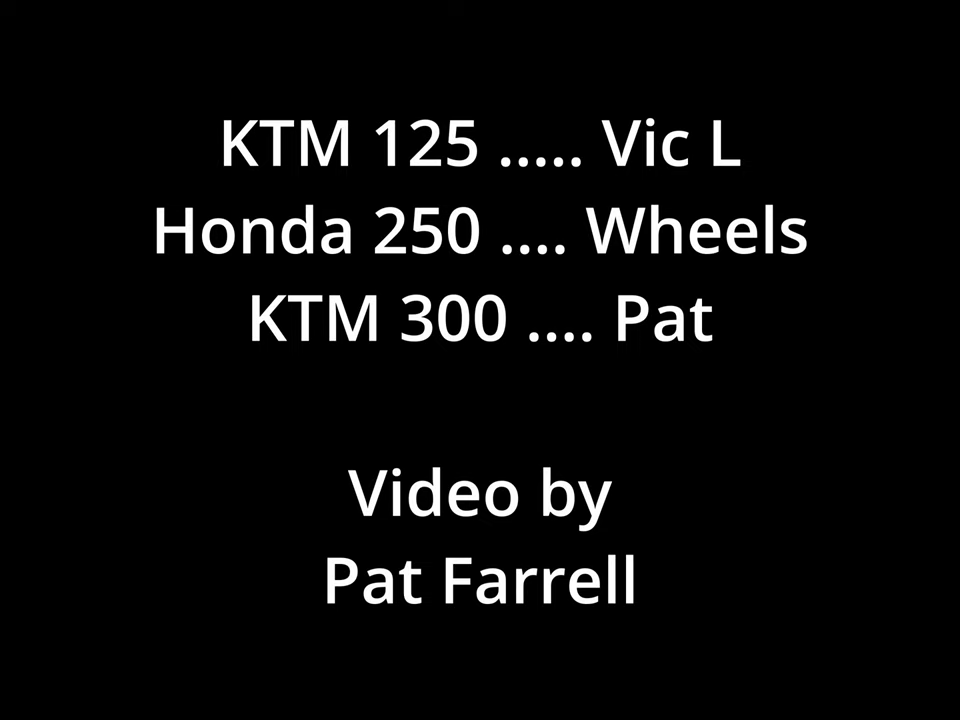 KTM 125 ..... Vic L
Honda 250 .... Wheels
KTM 300 .... Pat
Video by
Pat Farrell